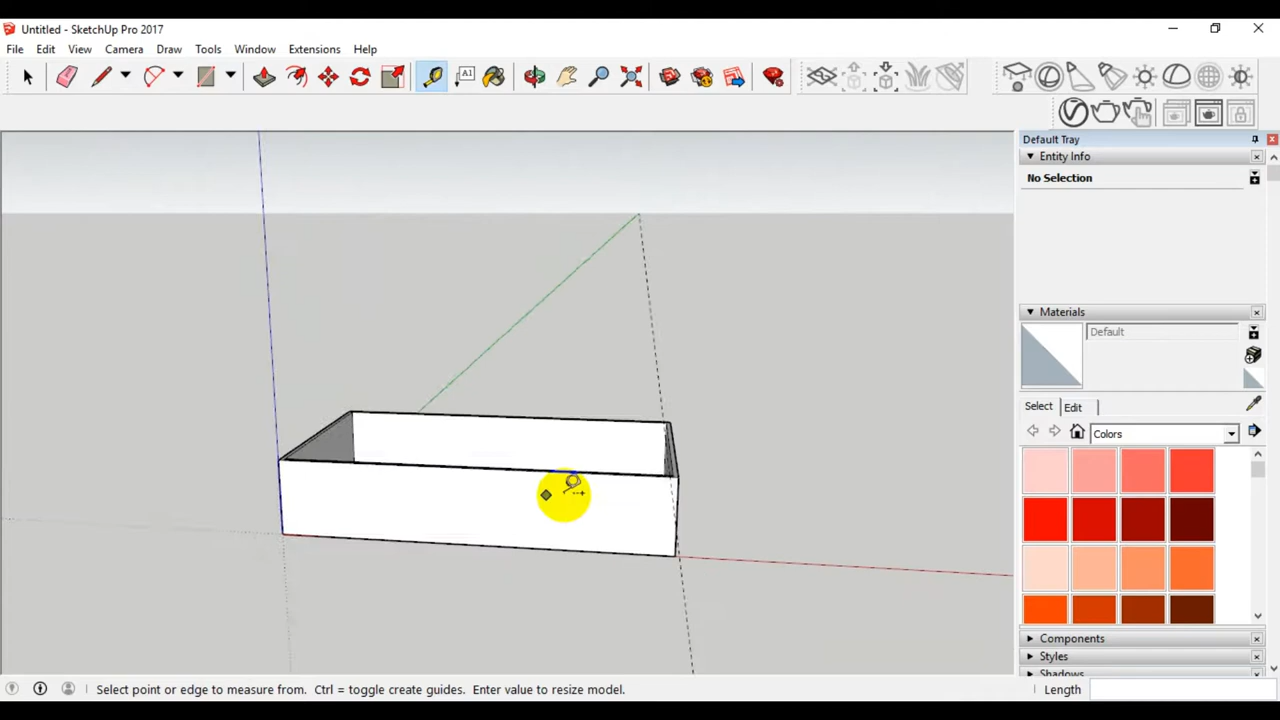 Untitled - SketchUp Pro 2017
File Edit View Camera Draw Tools Window Extensions Help
A1
Default Tray
Entity Info
No Selection
Materials
Default
Select Edit
Colors
Components
Styles
Shadows
Select point or edge to measure from. Ctrl = toggle create guides. Enter value to resize model.
Length